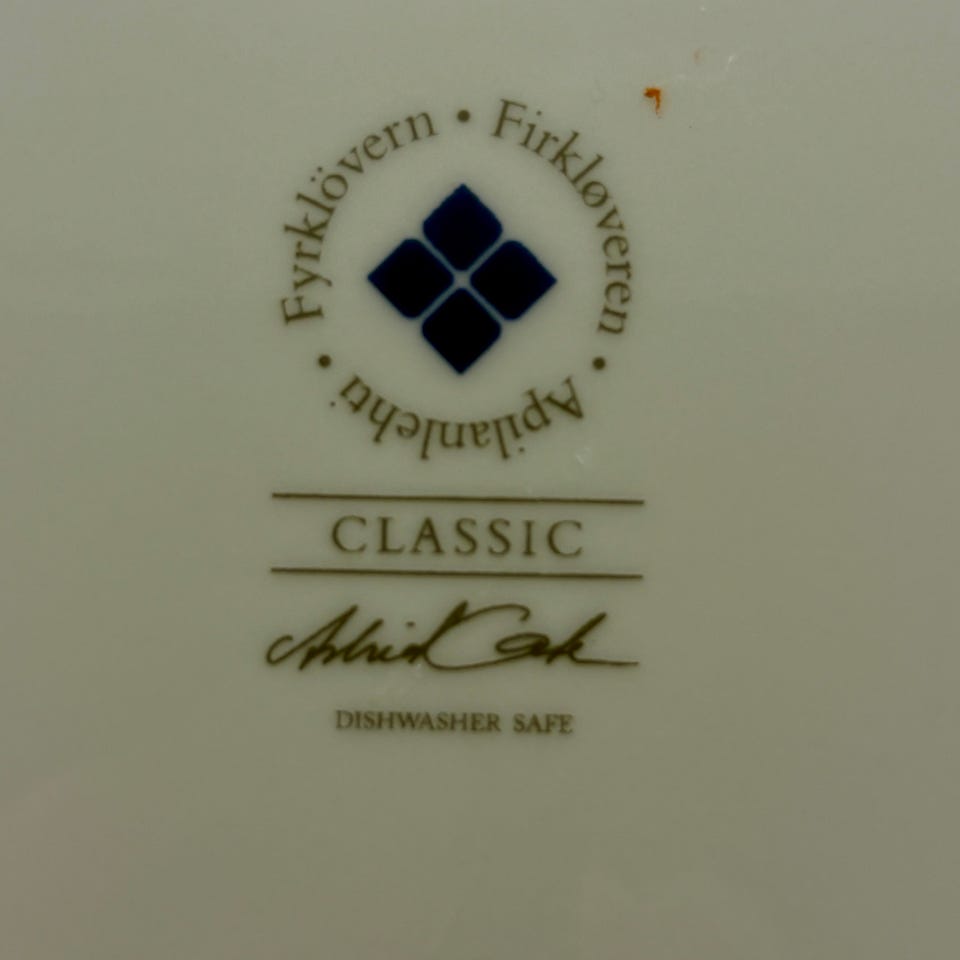 Fyrklövern • Firkløveren • Apilanlehti •
CLASSIC
DISHWASHER SAFE